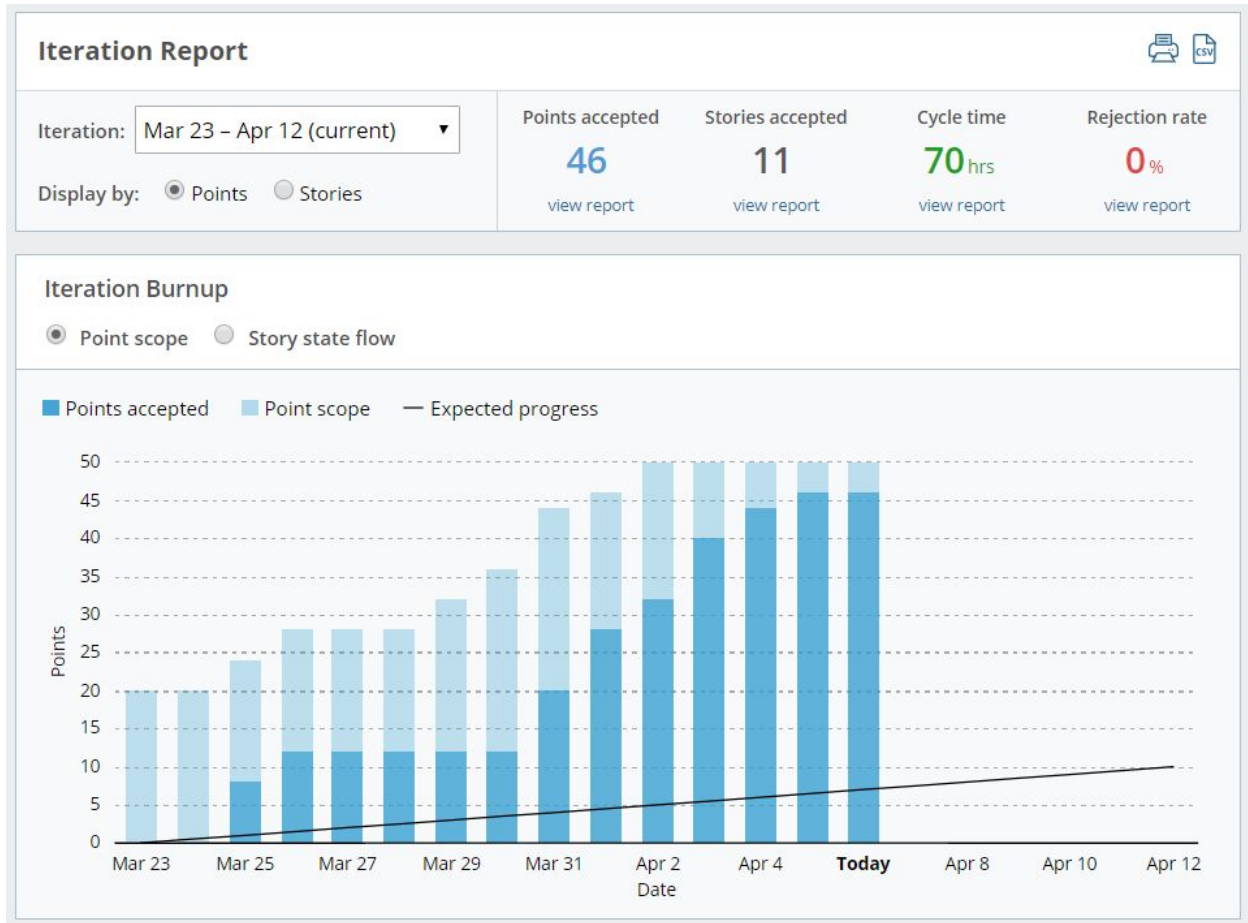 Iteration Report
CSV
Iteration: Mar 23 – Apr 12 (current)
Display by: Points Stories
Points accepted
46
view report
Stories accepted
11
view report
Cycle time
70 hrs
view report
Rejection rate
0 %
view report
Iteration Burnup
Point scope Story state flow
Points accepted Point scope Expected progress
50
45
40
35
30
25
20
15
10
5
0
Points
Mar 23 Mar 25 Mar 27 Mar 29 Mar 31 Apr 2 Apr 4 Today Apr 8 Apr 10 Apr 12
Date